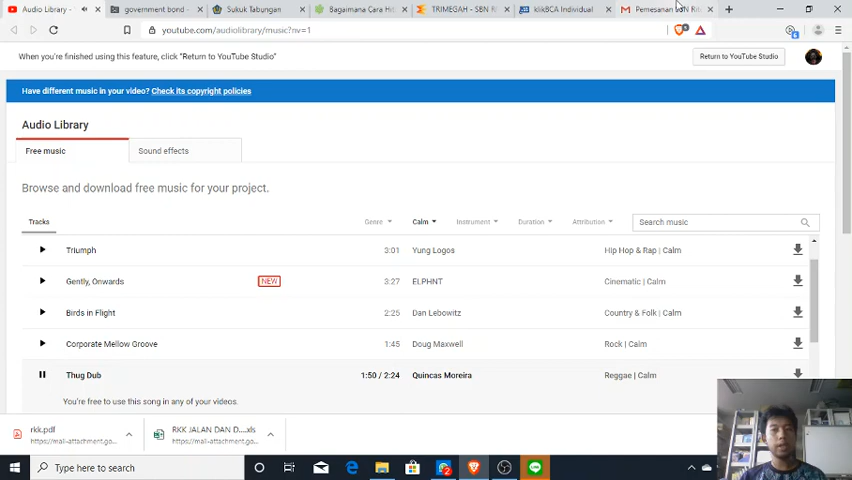 Audio Library -
government bond -
Sukuk Tabungan
Bagaimana Cara Hit
TRIMEGAH - SBN R
klikBCA Individual
Pemesanan SBN Rit
youtube.com/audiolibrary/music?nv=1
When you're finished using this feature, click "Return to YouTube Studio"
Return to YouTube Studio
Have different music in your video? Check its copyright policies
Audio Library
Free music
Sound effects
Browse and download free music for your project.
Tracks
Genre
Calm
Instrument
Duration
Attribution
Search music
Triumph 3:01 Yung Logos Hip Hop & Rap | Calm
Gently, Onwards NEW 3:27 ELPHNT Cinematic | Calm
Birds in Flight 2:25 Dan Lebowitz Country & Folk | Calm
Corporate Mellow Groove 1:45 Doug Maxwell Rock | Calm
Thug Dub 1:50 / 2:24 Quincas Moreira Reggae | Calm
You're free to use this song in any of your videos.
rkk.pdf
https://mail-attachment.go...
RKK JALAN DAN D....xls
https://mail-attachment.go...
Type here to search